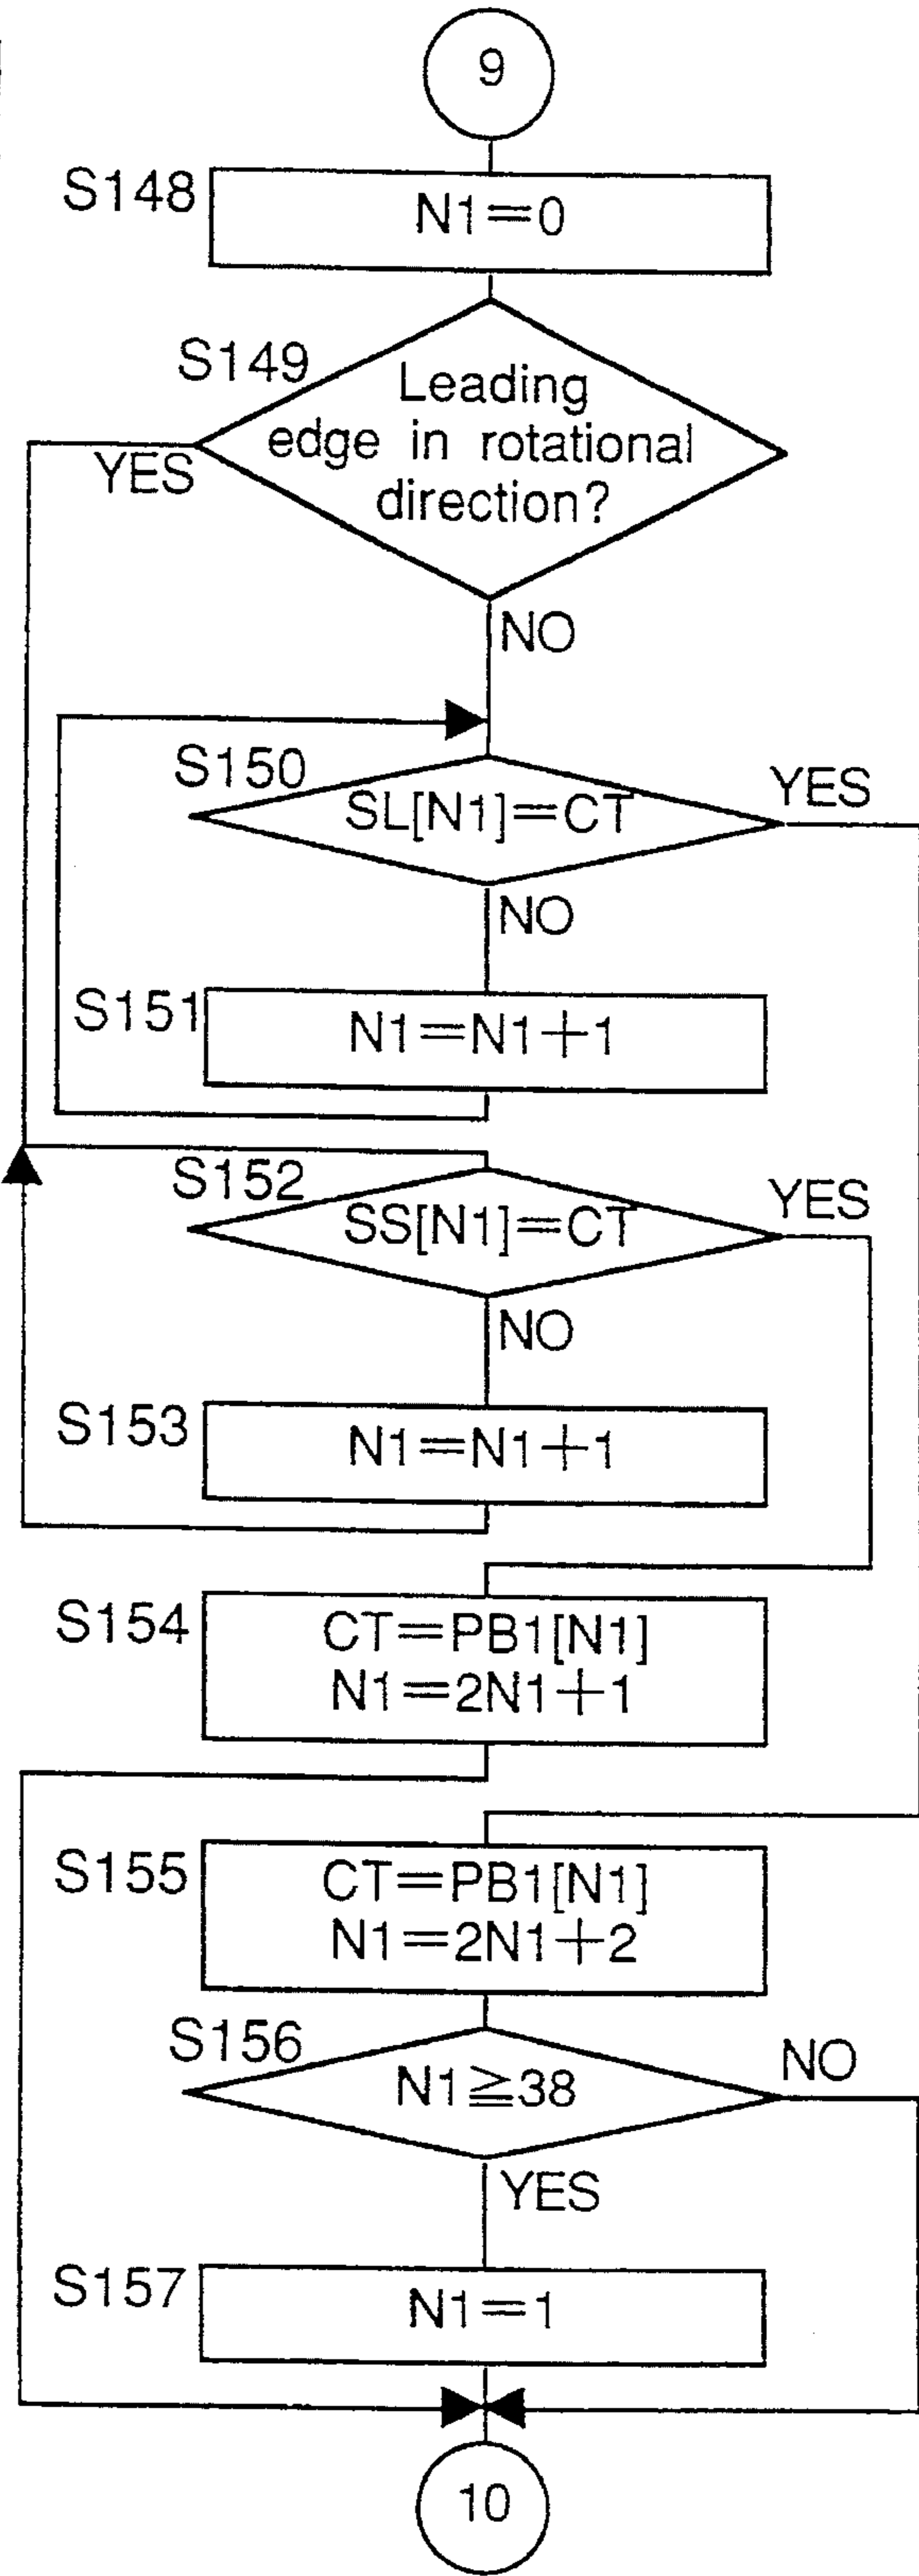 9
S148
N1=0
S149
Leading
edge in rotational
direction?
YES
NO
S150
SL[N1]=CT
YES
NO
S151
N1=N1+1
S152
SS[N1]=CT
YES
NO
S153
N1=N1+1
S154
CT=PB1[N1]
N1=2N1+1
S155
CT=PB1[N1]
N1=2N1+2
S156
N1≧38
NO
YES
S157
N1=1
10